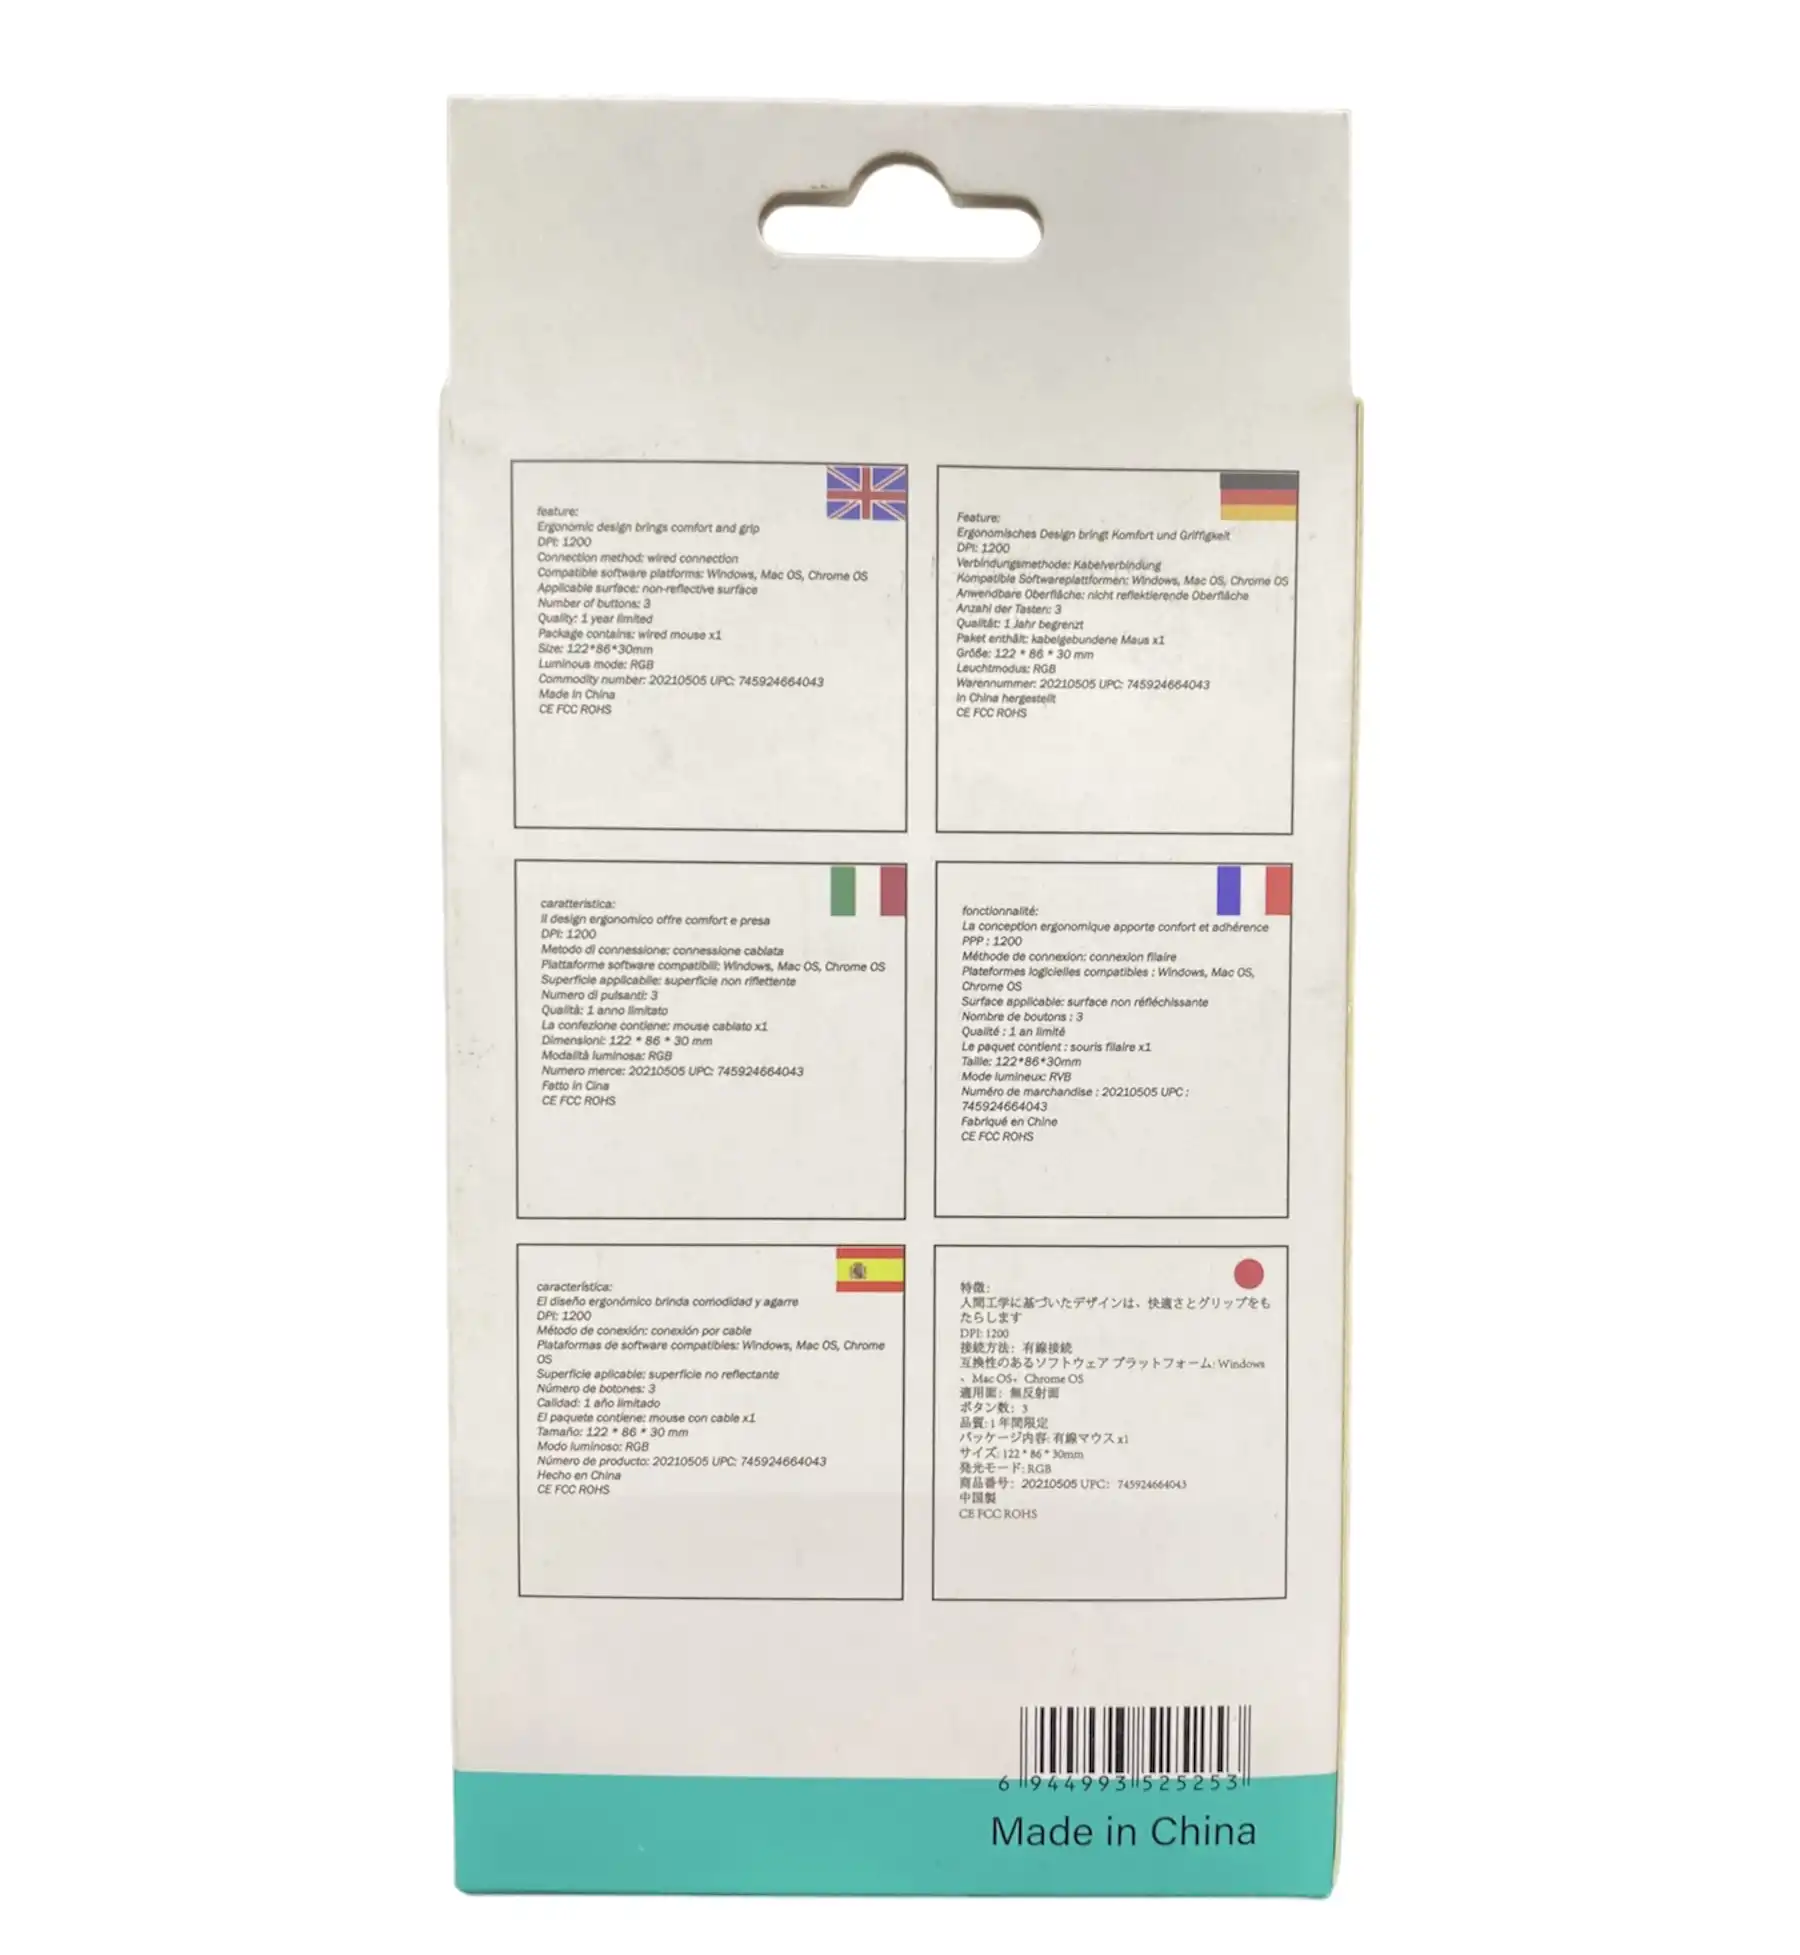 feature:
Ergonomic design brings comfort and grip
DPI: 1200
Connection method: wired connection
Compatible software platforms: Windows, Mac OS, Chrome OS
Applicable surface: non-reflective surface
Number of buttons: 3
Quality: 1 year limited
Package contains: wired mouse x1
Size: 122*86*30mm
Luminous mode: RGB
Commodity number: 20210505 UPC: 745924664043
Made in China
CE FCC ROHS
Feature:
Ergonomisches Design bringt Komfort und Griffigkeit
DPI: 1200
Verbindungsmethode: Kabelverbindung
Kompatible Softwareplattformen: Windows, Mac OS, Chrome OS
Anwendbare Oberfläche: nicht reflektierende Oberfläche
Anzahl der Tasten: 3
Qualität: 1 Jahr begrenzt
Paket enthält: kabelgebundene Maus x1
Größe: 122 * 86 * 30 mm
Leuchtmodus: RGB
Warennummer: 20210505 UPC: 745924664043
In China hergestellt
CE FCC ROHS
caratteristica:
Il design ergonomico offre comfort e presa
DPI: 1200
Metodo di connessione: connessione cablata
Piattaforme software compatibili: Windows, Mac OS, Chrome OS
Superficie applicabile: superficie non riflettente
Numero di pulsanti: 3
Qualità: 1 anno limitato
La confezione contiene: mouse cablato x1
Dimensioni: 122 * 86 * 30 mm
Modalità luminosa: RGB
Numero merce: 20210505 UPC: 745924664043
Fatto in Cina
CE FCC ROHS
fonctionnalité:
La conception ergonomique apporte confort et adhérence
PPP : 1200
Méthode de connexion: connexion filaire
Plateformes logicielles compatibles : Windows, Mac OS,
Chrome OS
Surface applicable: surface non réfléchissante
Nombre de boutons : 3
Qualité : 1 an limité
Le paquet contient : souris filaire x1
Taille: 122*86*30mm
Mode lumineux: RVB
Numéro de marchandise : 20210505 UPC :
745924664043
Fabriqué en Chine
CE FCC ROHS
característica:
El diseño ergonómico brinda comodidad y agarre
DPI: 1200
Método de conexión: conexión por cable
Plataformas de software compatibles: Windows, Mac OS, Chrome
OS
Superficie aplicable: superficie no reflectante
Número de botones: 3
Calidad: 1 año limitado
El paquete contiene: mouse con cable x1
Tamaño: 122 * 86 * 30 mm
Modo luminoso: RGB
Número de producto: 20210505 UPC: 745924664043
Hecho en China
CE FCC ROHS
特徴:
人間工学に基づいたデザインは、快適さとグリップをも
たらします
DPI: 1200
接続方法: 有線接続
互換性のあるソフトウェア プラットフォーム: Windows
、Mac OS、Chrome OS
適用面: 無反射面
ボタン数: 3
品質: 1 年間限定
パッケージ内容: 有線マウス x1
サイズ: 122 * 86 * 30mm
発光モード: RGB
商品番号: 20210505 UPC: 745924664043
中国製
CE FCC ROHS
6 944993 525253
Made in China